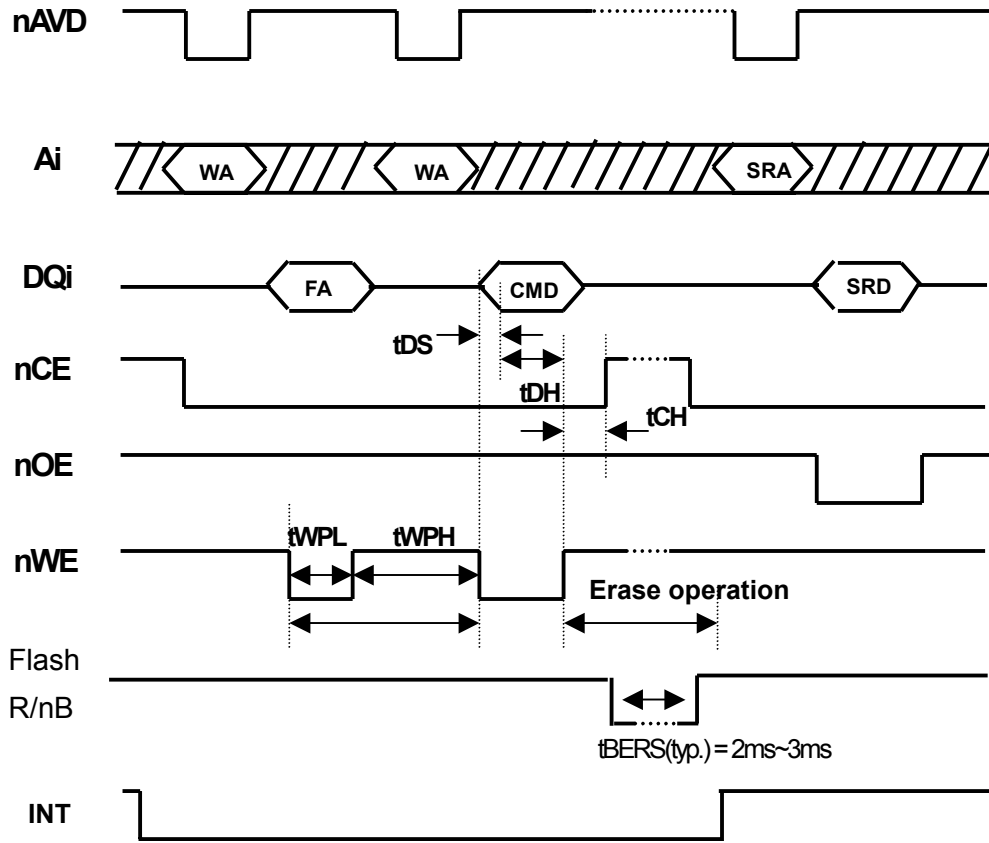 nAVD
Ai
WA WA SRA
DQi
FA CMD SRD
tDS
nCE
tDH
tCH
nOE
tWPL tWPH
nWE
Erase operation
Flash
R/nB
tBERS(typ.) = 2ms~3ms
INT